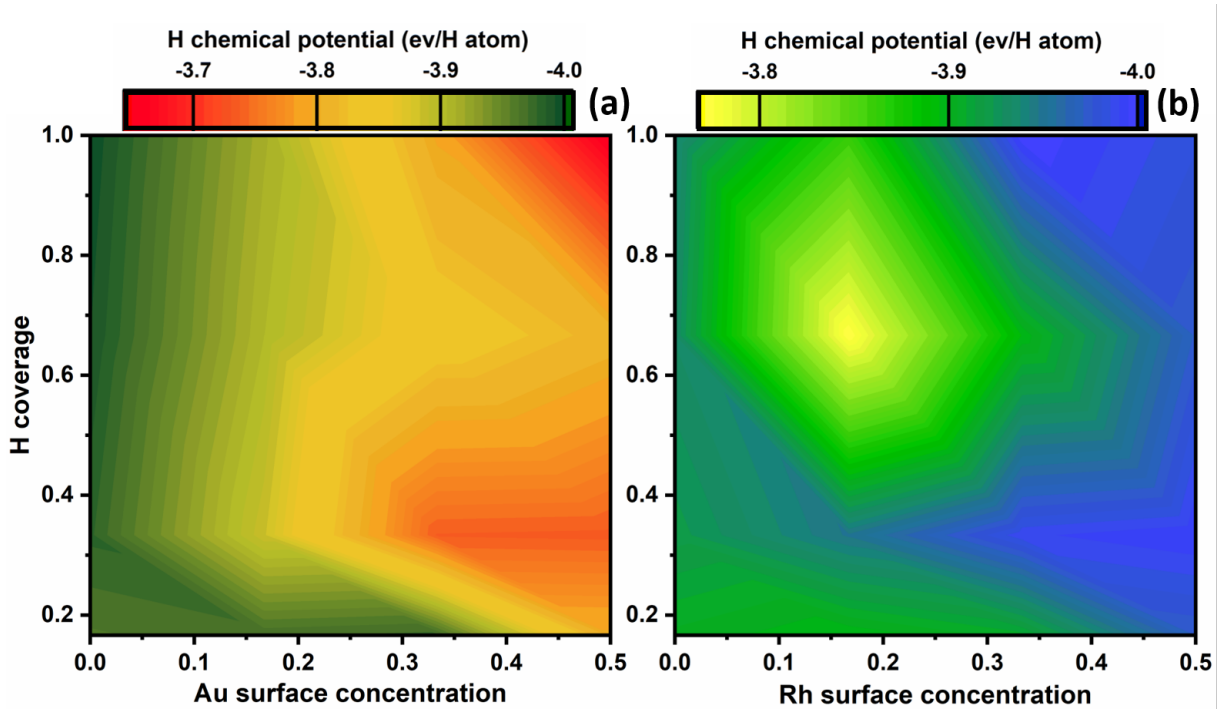 H chemical potential (ev/H atom)
-3.7 -3.8 -3.9 -4.0
(a)
1.0
0.8
0.6
0.4
0.2
H coverage
0.0 0.1 0.2 0.3 0.4 0.5
Au surface concentration
H chemical potential (ev/H atom)
-3.8 -3.9 -4.0
(b)
1.0
0.8
0.6
0.4
0.2
0.0 0.1 0.2 0.3 0.4 0.5
Rh surface concentration